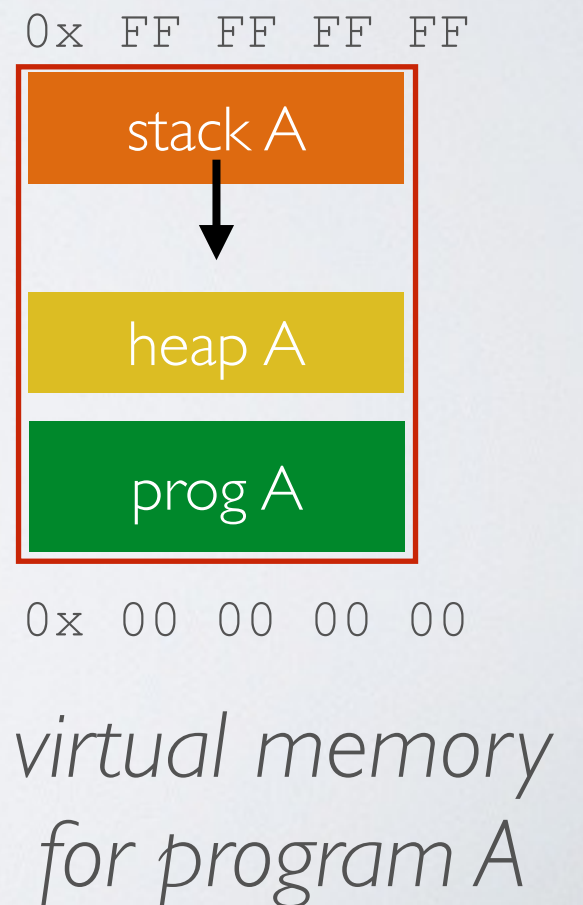 0x FF FF FF FF
stack A
heap A
prog A
0x 00 00 00 00
virtual memory
for program A